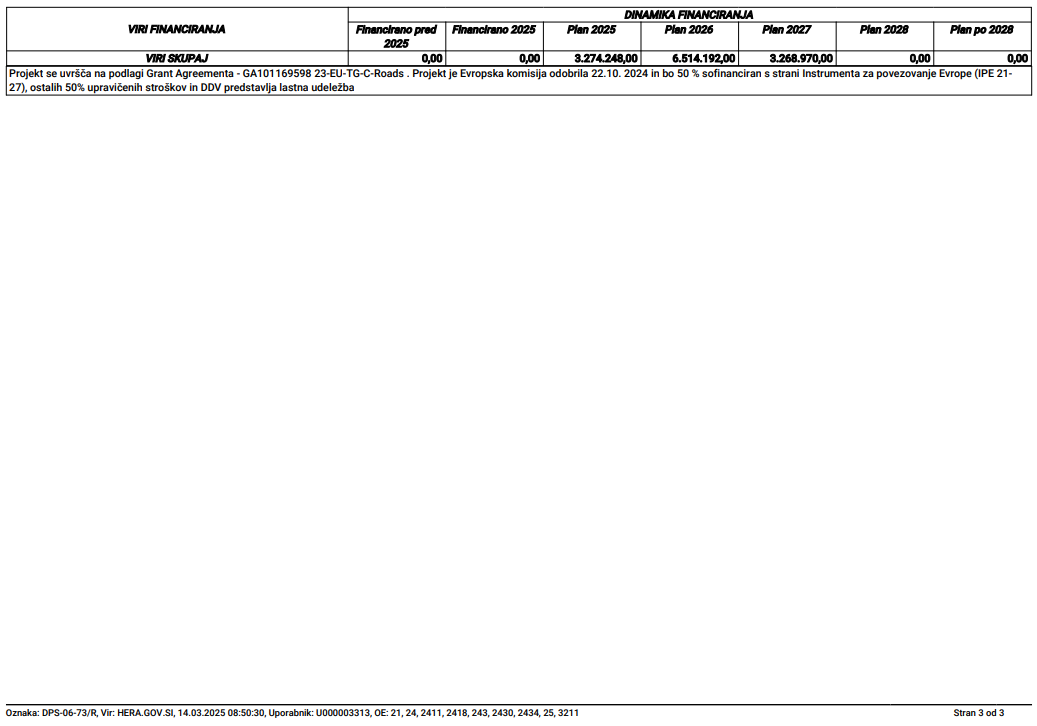 VIRI FINANCIRANJA
DINAMIKA FINANCIRANJA
Financirano pred 2025
Financirano 2025
Plan 2025
Plan 2026
Plan 2027
Plan 2028
Plan po 2028
VIRI SKUPAJ 0,00 0,00 3.274.248,00 6.514.192,00 3.268.970,00 0,00 0,00
Projekt se uvršča na podlagi Grant Agreementa - GA101169598 23-EU-TG-C-Roads . Projekt je Evropska komisija odobrila 22.10. 2024 in bo 50 % sofinanciran s strani Instrumenta za povezovanje Evrope (IPE 21-
27), ostalih 50% upravičenih stroškov in DDV predstavlja lastna udeležba
Oznaka: DPS-06-73/R, Vir: HERA.GOV.SI, 14.03.2025 08:50:30, Uporabnik: U000003313, OE: 21, 24, 2411, 2418, 243, 2430, 2434, 25, 3211 Stran 3 od 3